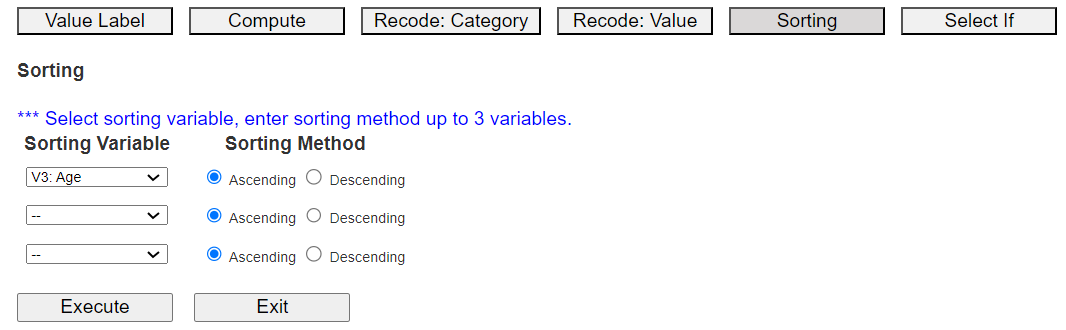 Value Label Compute Recode: Category Recode: Value Sorting Select If
Sorting
*** Select sorting variable, enter sorting method up to 3 variables.
Sorting Variable Sorting Method
V3: Age Ascending Descending
-- Ascending Descending
-- Ascending Descending
Execute Exit